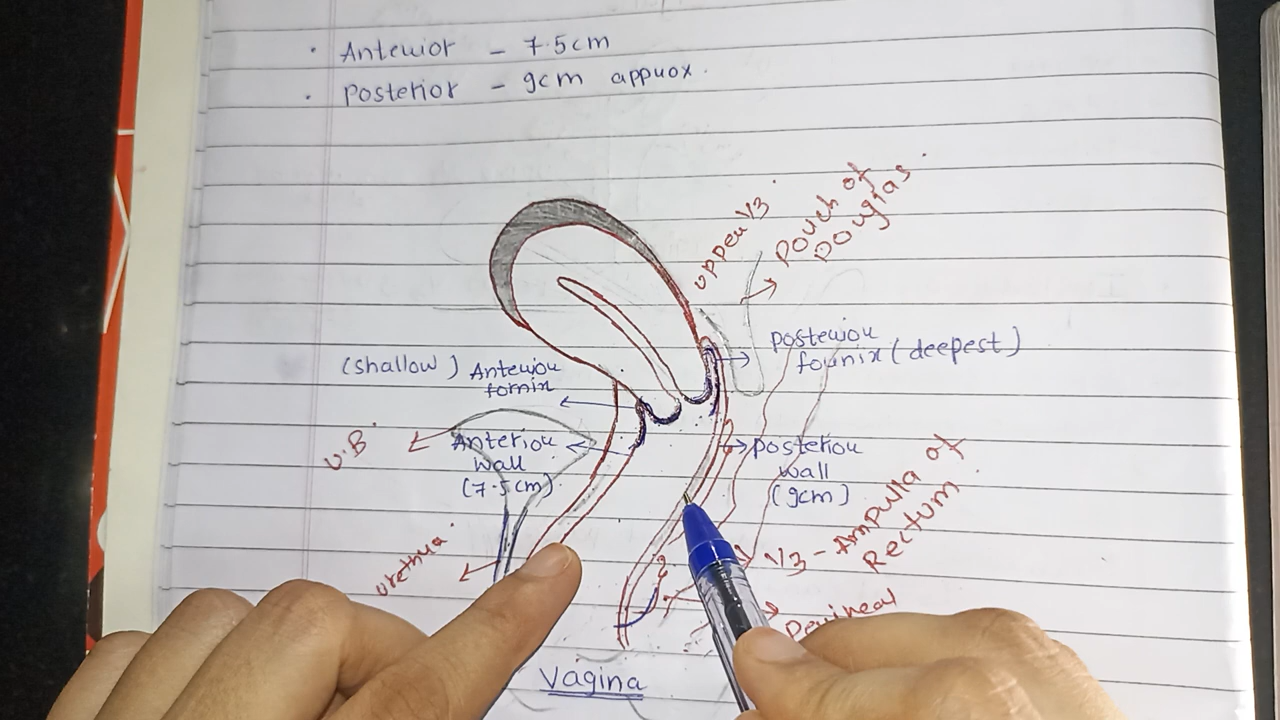 • Anterior - 7.5cm
• Posterior - 9cm approx.
upper 1/3
Pouch of
Douglas.
Posterior
fornix (deepest)
(shallow) Anterior
fornix
U.B
Anterior
wall
(7.5cm)
Posterior
wall
(9cm)
urethra
1/3 - Ampulla of
Rectum
Perineal
Vagina